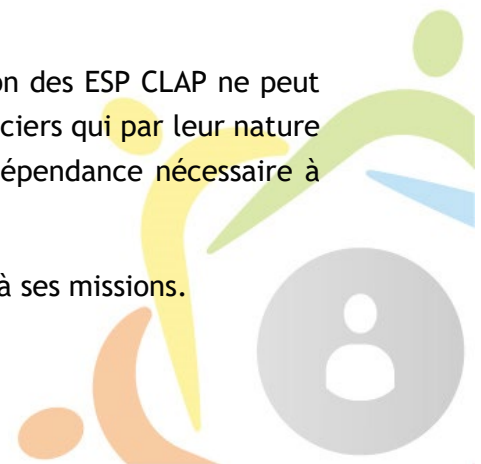 on des ESP CLAP ne peut
ciers qui par leur nature
épendance nécessaire à
à ses missions.